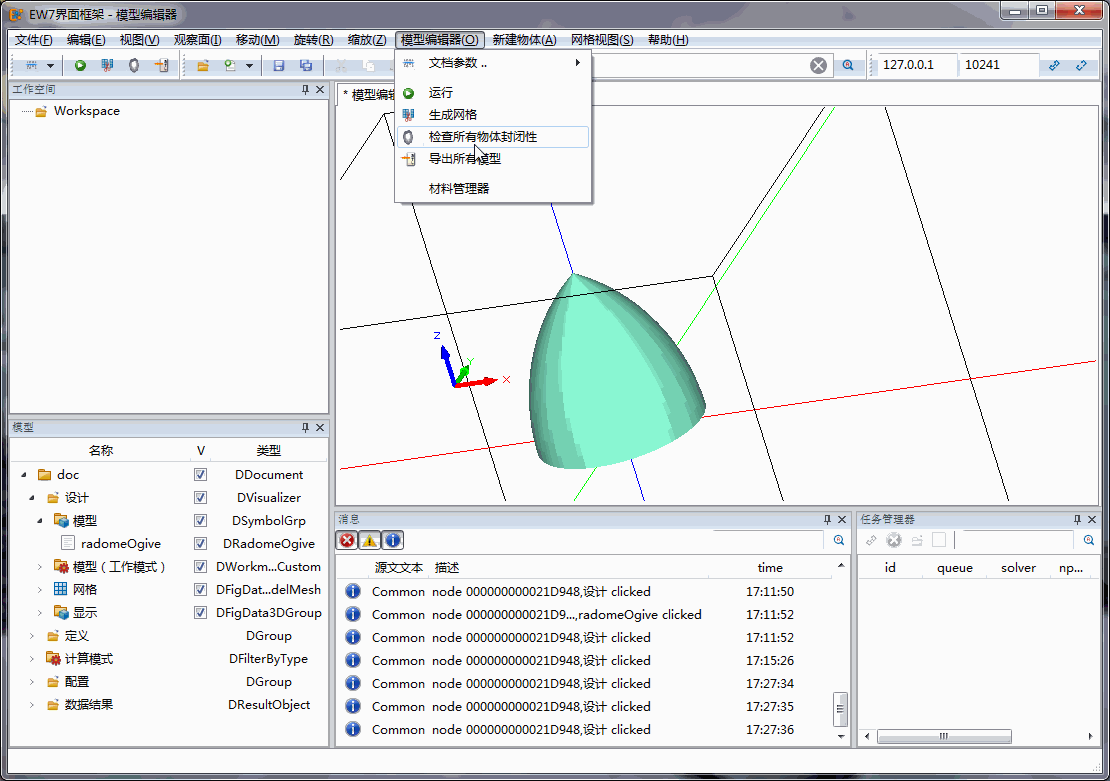 EW7界面框架 - 模型编辑器
文件(F) 编辑(E) 视图(V) 观察面(I) 移动(M) 旋转(R) 缩放(Z) 模型编辑器(O) 新建物体(A) 网格视图(S) 帮助(H)
127.0.0.1 10241
文档参数 ..
运行
生成网格
检查所有物体封闭性
导出所有模型
材料管理器
工作空间
Workspace
* 模型编辑
Z
Y
X
模型
名称 V 类型
doc DDocument
设计 DVisualizer
模型 DSymbolGrp
radomeOgive DRadomeOgive
模型（工作模式） DWorkm...Custom
网格 DFigDat...delMesh
显示 DFigData3DGroup
定义 DGroup
计算模式 DFilterByType
配置 DGroup
数据结果 DResultObject
消息
源文文本 描述 time
Common node 000000000021D948,设计 clicked 17:11:50
Common node 000000000021D9...,radomeOgive clicked 17:11:52
Common node 000000000021D948,设计 clicked 17:11:52
Common node 000000000021D948,设计 clicked 17:15:26
Common node 000000000021D948,设计 clicked 17:27:34
Common node 000000000021D948,设计 clicked 17:27:35
Common node 000000000021D948,设计 clicked 17:27:36
任务管理器
id queue solver np...